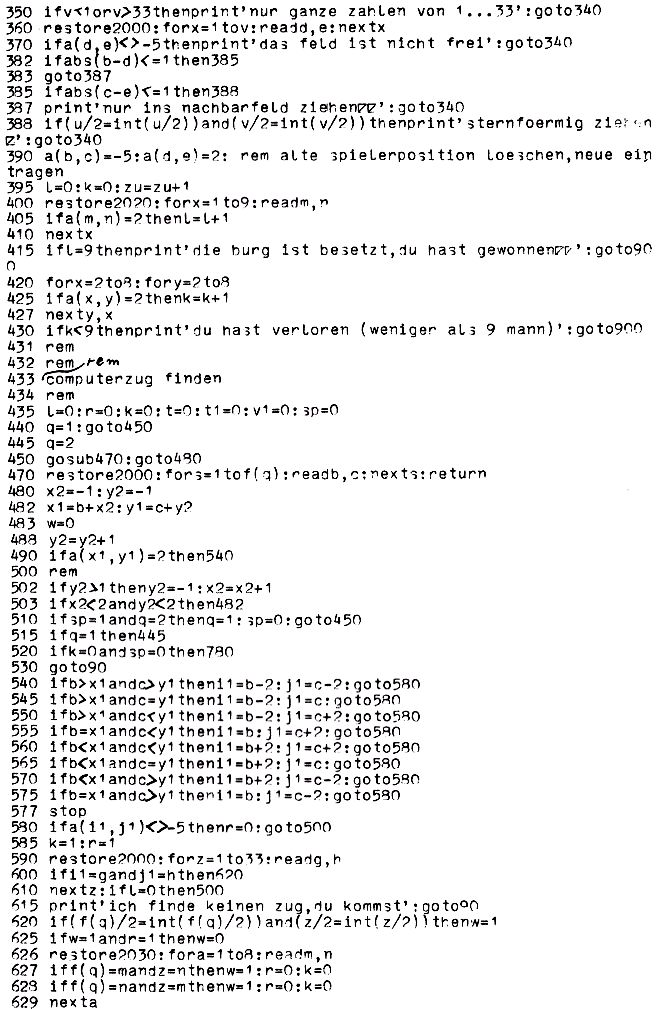 350 ifv<1orv>33thenprint'nur ganze zahlen von 1...33':goto340
360 restore2000:forx=1tov:readd,e:nextx
370 ifa(d,e)<>-5thenprint'das feld ist nicht frei':goto340
382 ifabs(b-d)<=1then385
383 goto387
385 ifabs(c-e)<=1then388
387 print'nur ins nachbarfeld ziehen':goto340
388 if(u/2=int(u/2))and(v/2=int(v/2))thenprint'sternfoermig ziehen
':goto340
390 a(b,c)=-5:a(d,e)=2: rem alte spielerposition loeschen,neue ein
tragen
395 l=0:k=0:zu=zu+1
400 restore2020:forx=1to9:readm,n
405 ifa(m,n)=2thenl=l+1
410 nextx
415 ifl=9thenprint'die burg ist besetzt,du hast gewonnen':goto90
0
420 forx=2to8:fory=2to8
425 ifa(x,y)=2thenk=k+1
427 nexty,x
430 ifk<9thenprint'du hast verloren (weniger als 9 mann)':goto900
431 rem
432 rem rem
433 computerzug finden
434 rem
435 l=0:r=0:k=0:t=0:t1=0:v1=0:sp=0
440 q=1:goto450
445 q=2
450 gosub470:goto480
470 restore2000:fors=1tof(q):readb,c:nexts:return
480 x2=-1:y2=-1
482 x1=b+x2:y1=c+y2
483 w=0
488 y2=y2+1
490 ifa(x1,y1)=2then540
500 rem
502 ify2>1theny2=-1:x2=x2+1
503 ifx2<2andy2<2then482
510 ifsp=1andq=2thenq=1:sp=0:goto450
515 ifq=1then445
520 ifk=0andsp=0then780
530 goto90
540 ifb>x1andc>y1theni1=b-2:j1=c-2:goto580
545 ifb>x1andc=y1theni1=b-2:j1=c:goto580
550 ifb>x1andc<y1theni1=b-2:j1=c+2:goto580
555 ifb=x1andc<y1theni1=b:j1=c+2:goto580
560 ifb<x1andc<y1theni1=b+2:j1=c+2:goto580
565 ifb<x1andc=y1theni1=b+2:j1=c:goto580
570 ifb<x1andc>y1theni1=b+2:j1=c-2:goto580
575 ifb=x1andc>y1theni1=b:j1=c-2:goto580
577 stop
580 ifa(i1,j1)<>-5thenr=0:goto500
585 k=1:r=1
590 restore2000:forz=1to33:readg,h
600 ifi1=gandj1=hthen620
610 nextz:ifl=0then500
615 print'ich finde keinen zug,du kommst':goto90
620 if(f(q)/2=int(f(q)/2))and(z/2=int(z/2))thenw=1
625 ifw=1andr=1thenw=0
626 restore2030:fora=1to8:readm,n
627 iff(q)=mandz=nthenw=1:r=0:k=0
628 iff(q)=nandz=mthenw=1:r=0:k=0
629 nexta